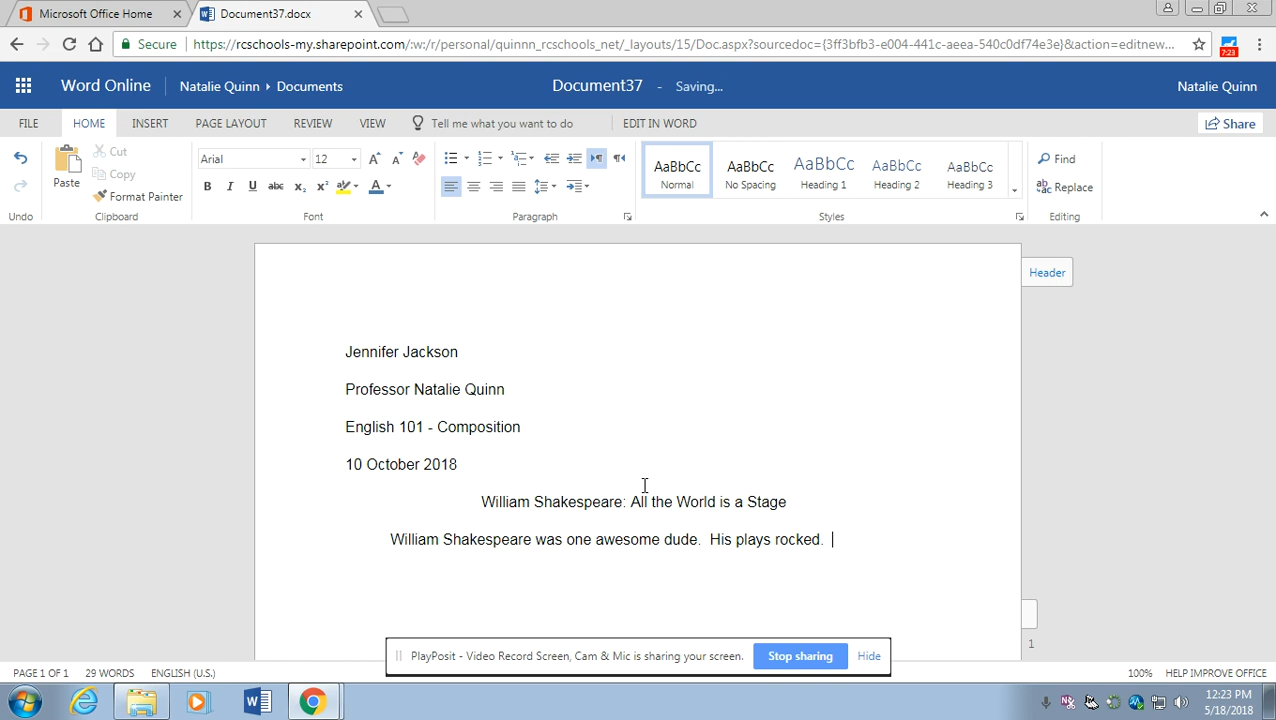 Microsoft Office Home
Document37.docx
Secure https://rcschools-my.sharepoint.com/:w:/r/personal/quinnn_rcschools_net/_layouts/15/Doc.aspx?sourcedoc={3ff3bfb3-e004-441c-aeea-540c0df74e3e}&action=editnew...
7:23
Word Online Natalie Quinn Documents Document37 - Saving... Natalie Quinn
FILE HOME INSERT PAGE LAYOUT REVIEW VIEW Tell me what you want to do EDIT IN WORD Share
Paste
Cut
Copy
Format Painter
Arial 12
B I U abc x₂ x² ab A
AaBbCc AaBbCc AaBbCc AaBbCc AaBbCc
Normal No Spacing Heading 1 Heading 2 Heading 3
Find
Replace
Undo Clipboard Font Paragraph Styles Editing
Header
Jennifer Jackson
Professor Natalie Quinn
English 101 - Composition
10 October 2018
William Shakespeare: All the World is a Stage
William Shakespeare was one awesome dude.  His plays rocked.
1
PlayPosit - Video Record Screen, Cam & Mic is sharing your screen. Stop sharing Hide
PAGE 1 OF 1 29 WORDS ENGLISH (U.S.) 100% HELP IMPROVE OFFICE
12:23 PM
5/18/2018